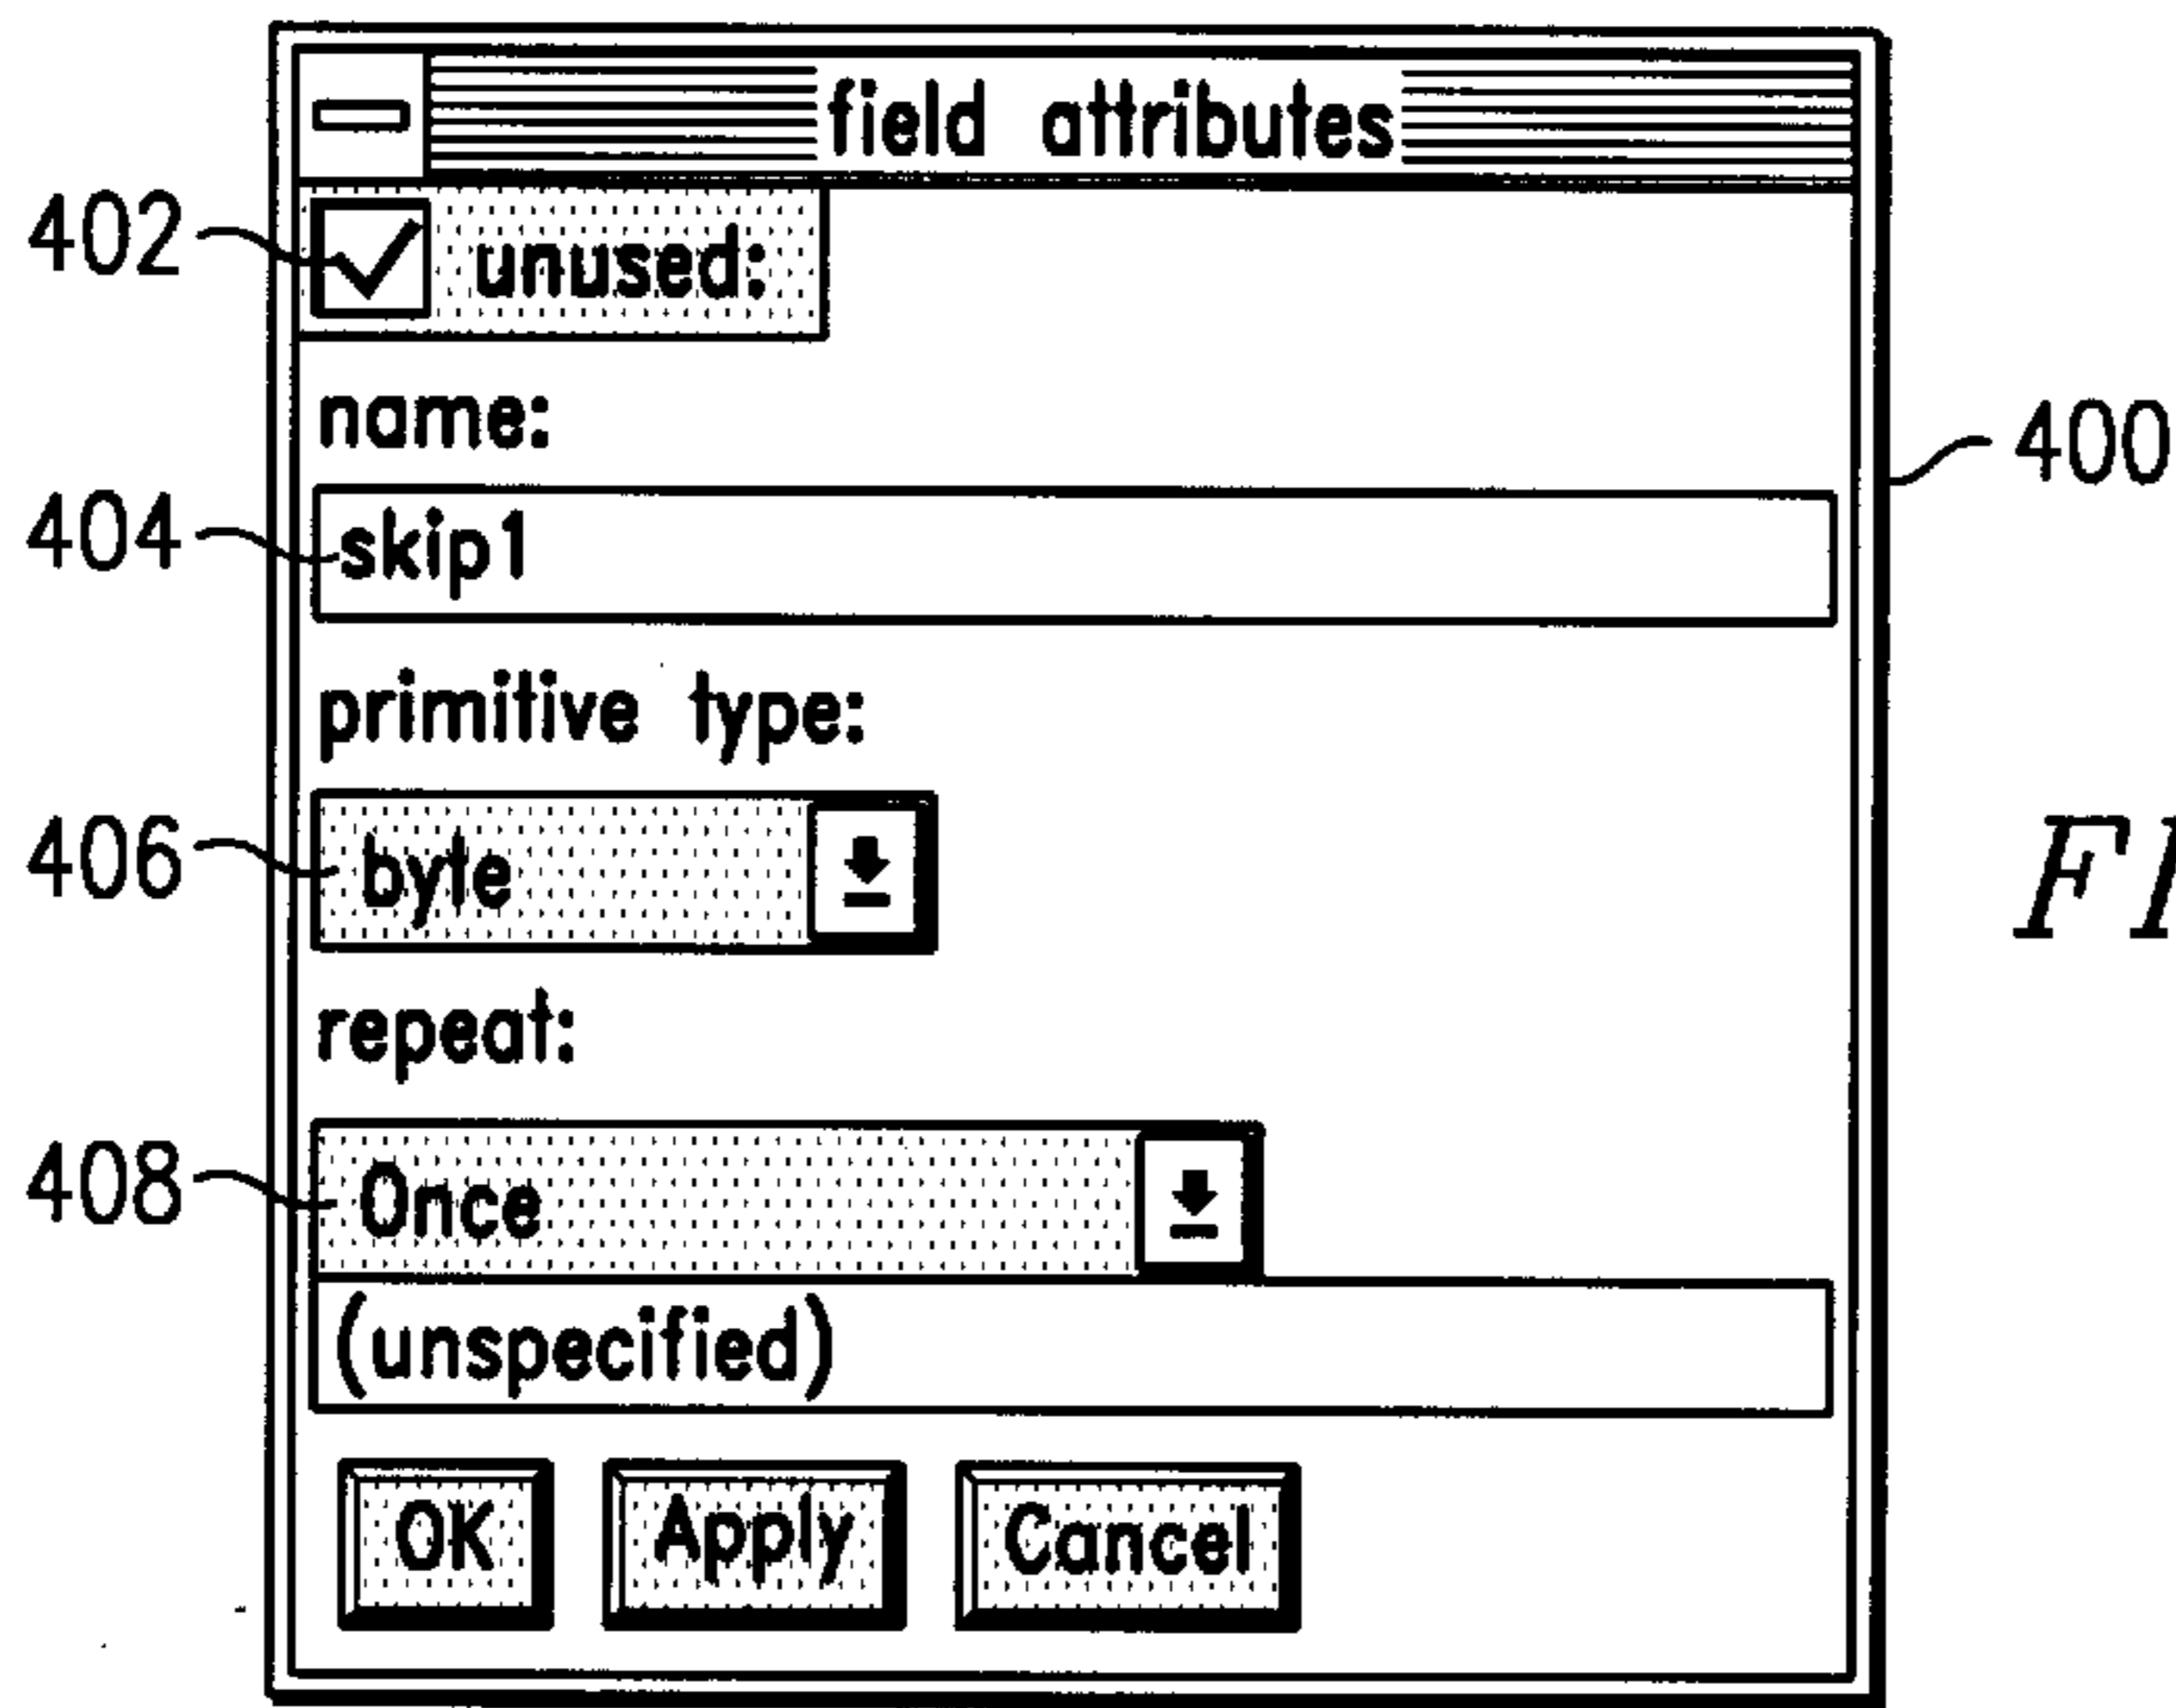 field attributes
402 unused:
name:
400
404 skip1
primitive type:
406 byte
FI
repeat:
408 Once
(unspecified)
OK Apply Cancel